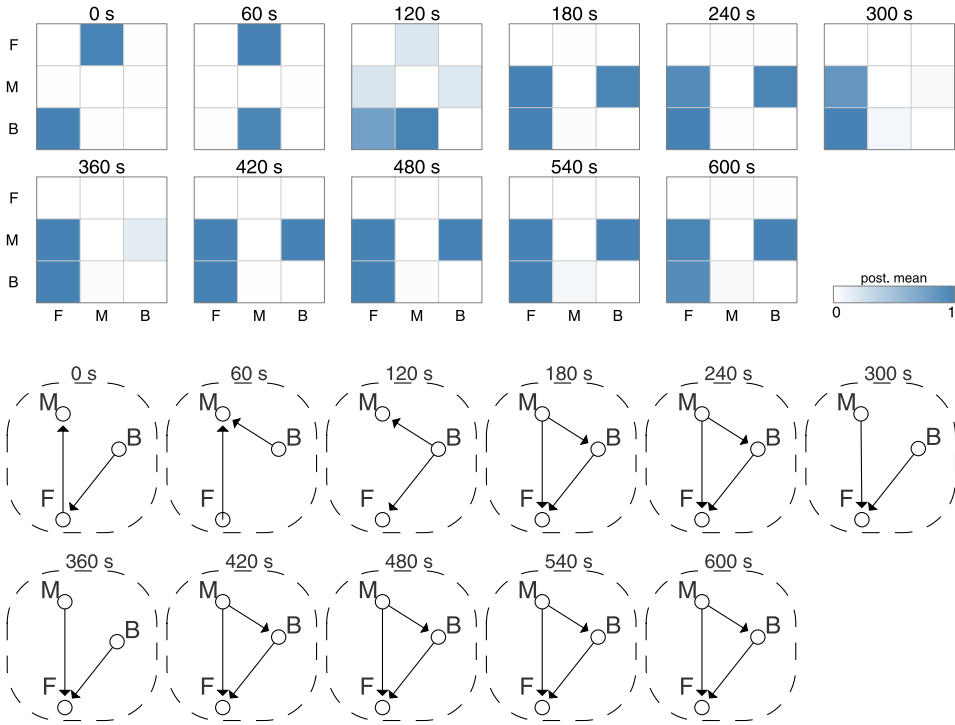 0 s 60 s 120 s 180 s 240 s 300 s
F
M
B
360 s 420 s 480 s 540 s 600 s
F
M
B
post. mean
0 1
F M B F M B F M B F M B F M B
0 s 60 s 120 s 180 s 240 s 300 s
M M M M M M
B B B B B B
F F F F F F
360 s 420 s 480 s 540 s 600 s
M M M M M
B B B B B
F F F F F